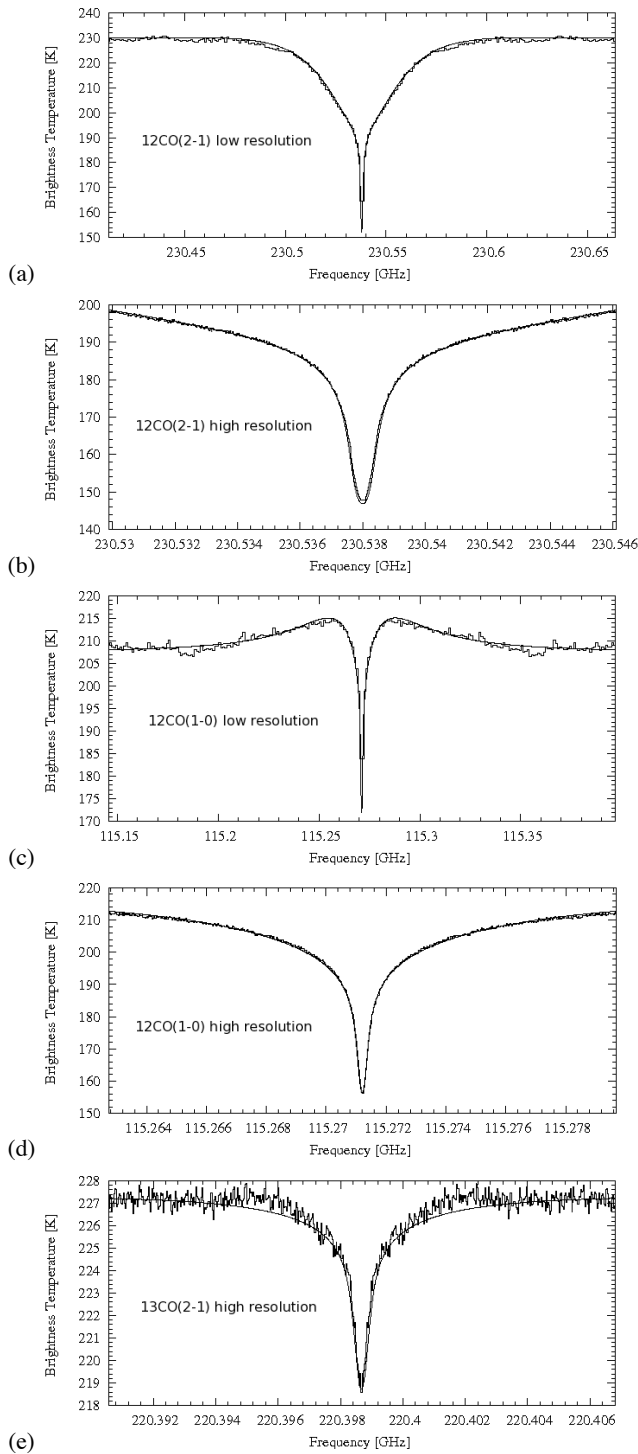 230
220
210
200
190
180
170
160
150
Brightness Temperature [K]
12CO(2-1) low resolution
230.45 230.5 230.55 230.6 230.65
Frequency [GHz]
(a)
200
190
180
170
160
150
140
Brightness Temperature [K]
12CO(2-1) high resolution
230.53 230.532 230.534 230.536 230.538 230.54 230.542 230.544 230.546
Frequency [GHz]
(b)
220
215
210
205
200
195
190
185
180
175
170
Brightness Temperature [K]
12CO(1-0) low resolution
115.15 115.2 115.25 115.3 115.35
Frequency [GHz]
(c)
220
210
200
190
180
170
160
150
Brightness Temperature [K]
12CO(1-0) high resolution
115.264 115.266 115.268 115.27 115.272 115.274 115.276 115.278
Frequency [GHz]
(d)
228
227
226
225
224
223
222
221
220
219
218
Brightness Temperature [K]
13CO(2-1) high resolution
220.392 220.394 220.396 220.398 220.4 220.402 220.404 220.406
Frequency [GHz]
(e)